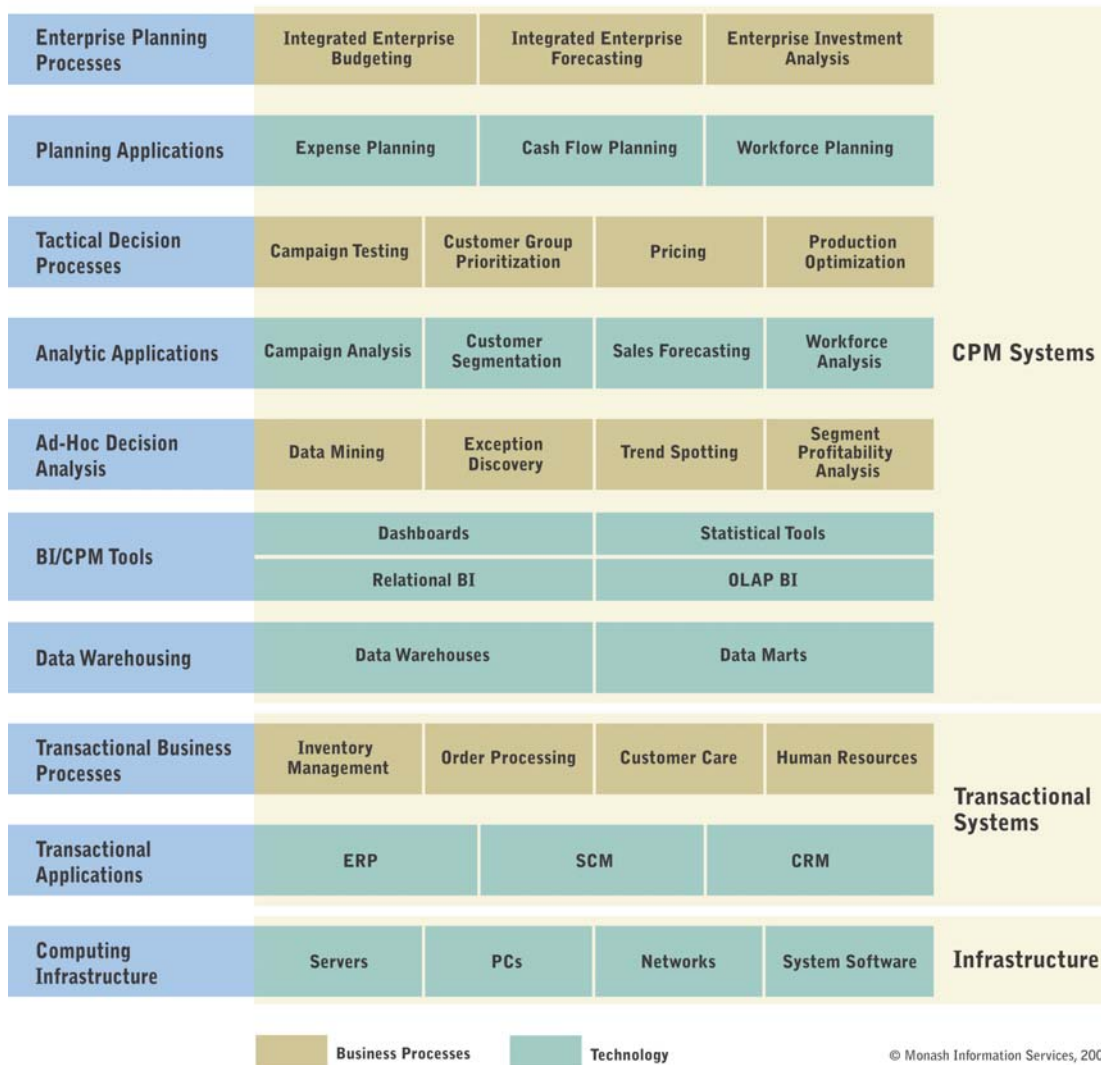 Enterprise Planning
Processes
Integrated Enterprise
Budgeting
Integrated Enterprise
Forecasting
Enterprise Investment
Analysis
Planning Applications
Expense Planning
Cash Flow Planning
Workforce Planning
Tactical Decision
Processes
Campaign Testing
Customer Group
Prioritization
Pricing
Production
Optimization
Analytic Applications
Campaign Analysis
Customer
Segmentation
Sales Forecasting
Workforce
Analysis
CPM Systems
Ad-Hoc Decision
Analysis
Data Mining
Exception
Discovery
Trend Spotting
Segment
Profitability
Analysis
BI/CPM Tools
Dashboards
Statistical Tools
Relational BI
OLAP BI
Data Warehousing
Data Warehouses
Data Marts
Transactional Business
Processes
Inventory
Management
Order Processing
Customer Care
Human Resources
Transactional
Systems
Transactional
Applications
ERP
SCM
CRM
Computing
Infrastructure
Servers
PCs
Networks
System Software
Infrastructure
Business Processes
Technology
© Monash Information Services,